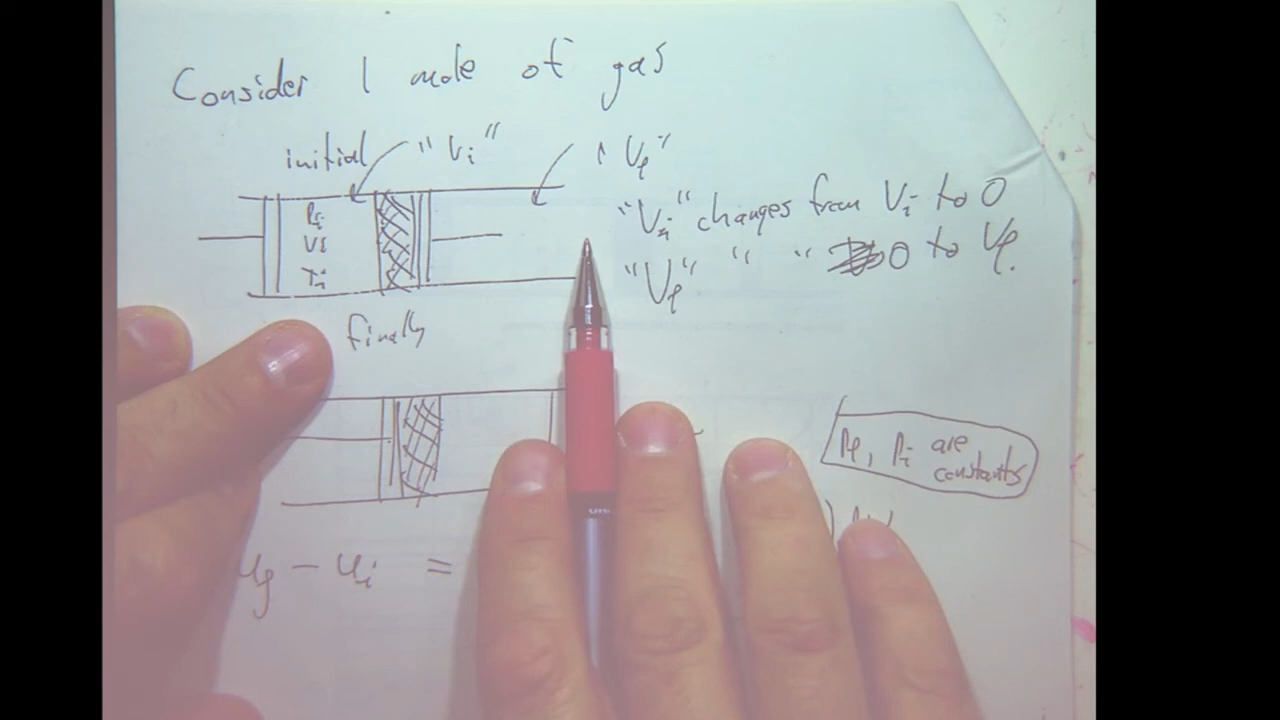 Consider 1 mole of gas
initial "Vi" "Vf"
Pi
Vi
Ti
"Vi" changes from Vi to 0
"Vf" " " 0 to Vf.
finally
Pf, Pi are
constants
uf - ui =